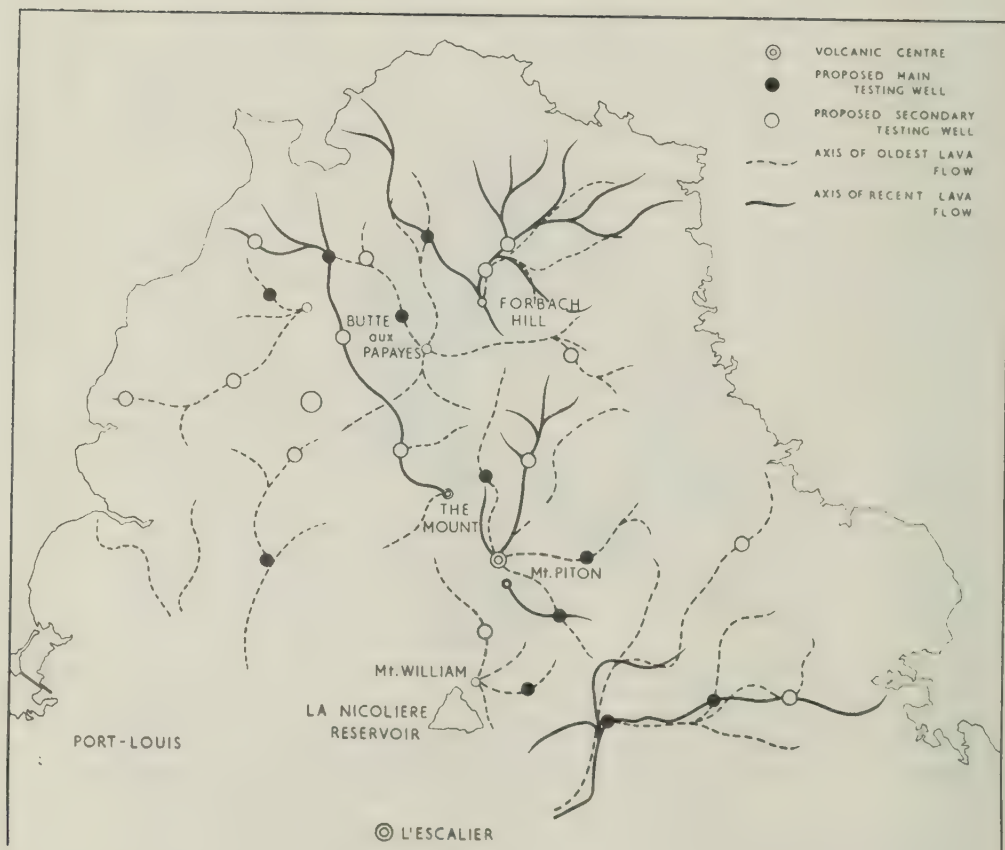 VOLCANIC CENTRE
PROPOSED MAIN
TESTING WELL
PROPOSED SECONDARY
TESTING WELL
AXIS OF OLDEST LAVA
FLOW
AXIS OF RECENT LAVA
FLOW
FORBACH
HILL
BUTTE
aux
PAPAYES
THE
MOUNT
Mt. PITON
Mt. WILLIAM
LA NICOLIERE
RESERVOIR
PORT-LOUIS
L'ESCALIER